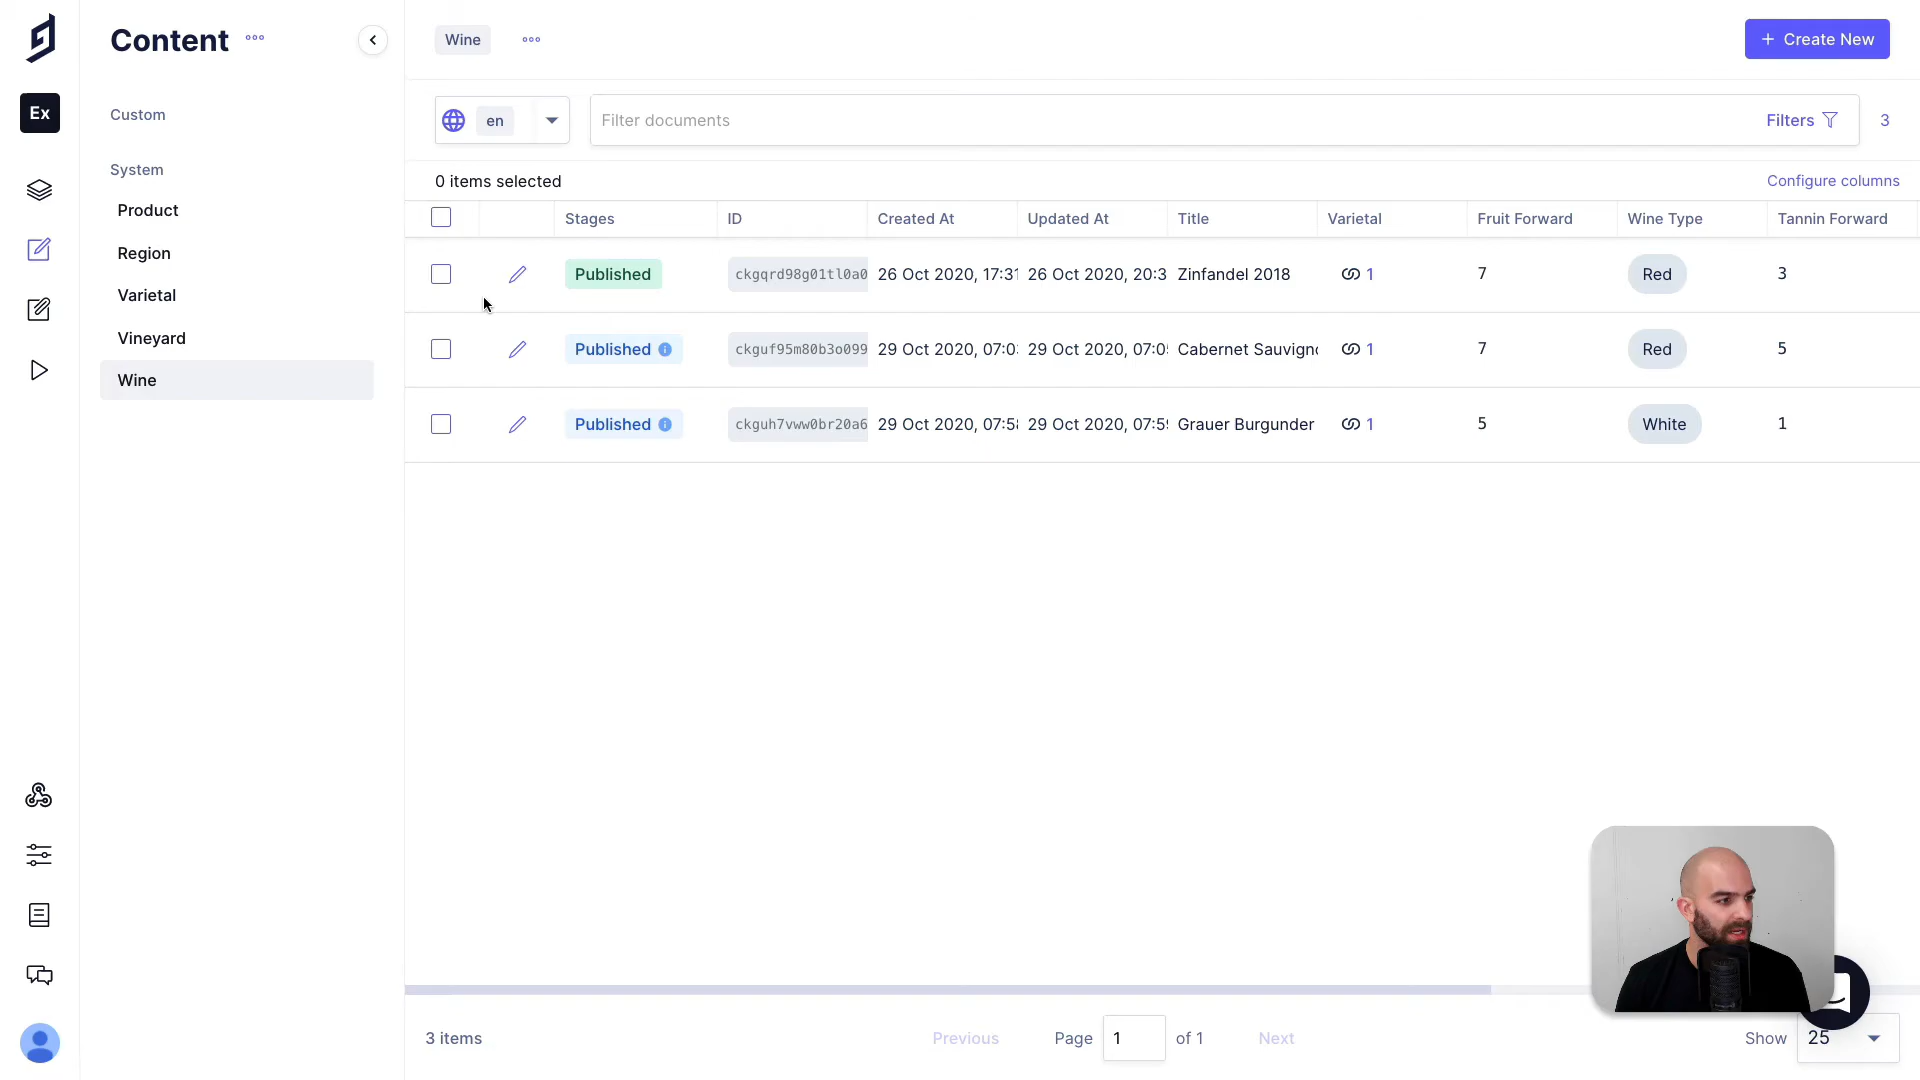 Content
Ex
Custom
System
Product
Region
Varietal
Vineyard
Wine
Wine
+ Create New
en
Filter documents
Filters
3
0 items selected
Configure columns
Stages ID Created At Updated At Title Varietal Fruit Forward Wine Type Tannin Forward
Published ckgqrd98g01tl0a0 26 Oct 2020, 17:31 26 Oct 2020, 20:3 Zinfandel 2018 1 7 Red 3
Published ckguf95m80b3o099 29 Oct 2020, 07:0 29 Oct 2020, 07:0 Cabernet Sauvign 1 7 Red 5
Published ckguh7vww0br20a6 29 Oct 2020, 07:5 29 Oct 2020, 07:5 Grauer Burgunder 1 5 White 1
3 items
Previous
Page 1 of 1
Next
Show 25